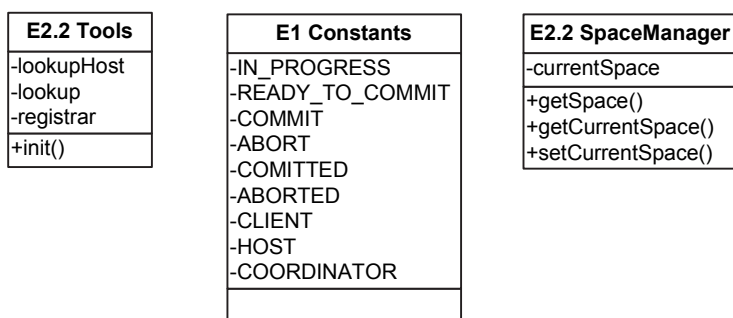 E2.2 Tools
-lookupHost
-lookup
-registrar
+init()
E1 Constants
-IN_PROGRESS
-READY_TO_COMMIT
-COMMIT
-ABORT
-COMITTED
-ABORTED
-CLIENT
-HOST
-COORDINATOR
E2.2 SpaceManager
-currentSpace
+getSpace()
+getCurrentSpace()
+setCurrentSpace()